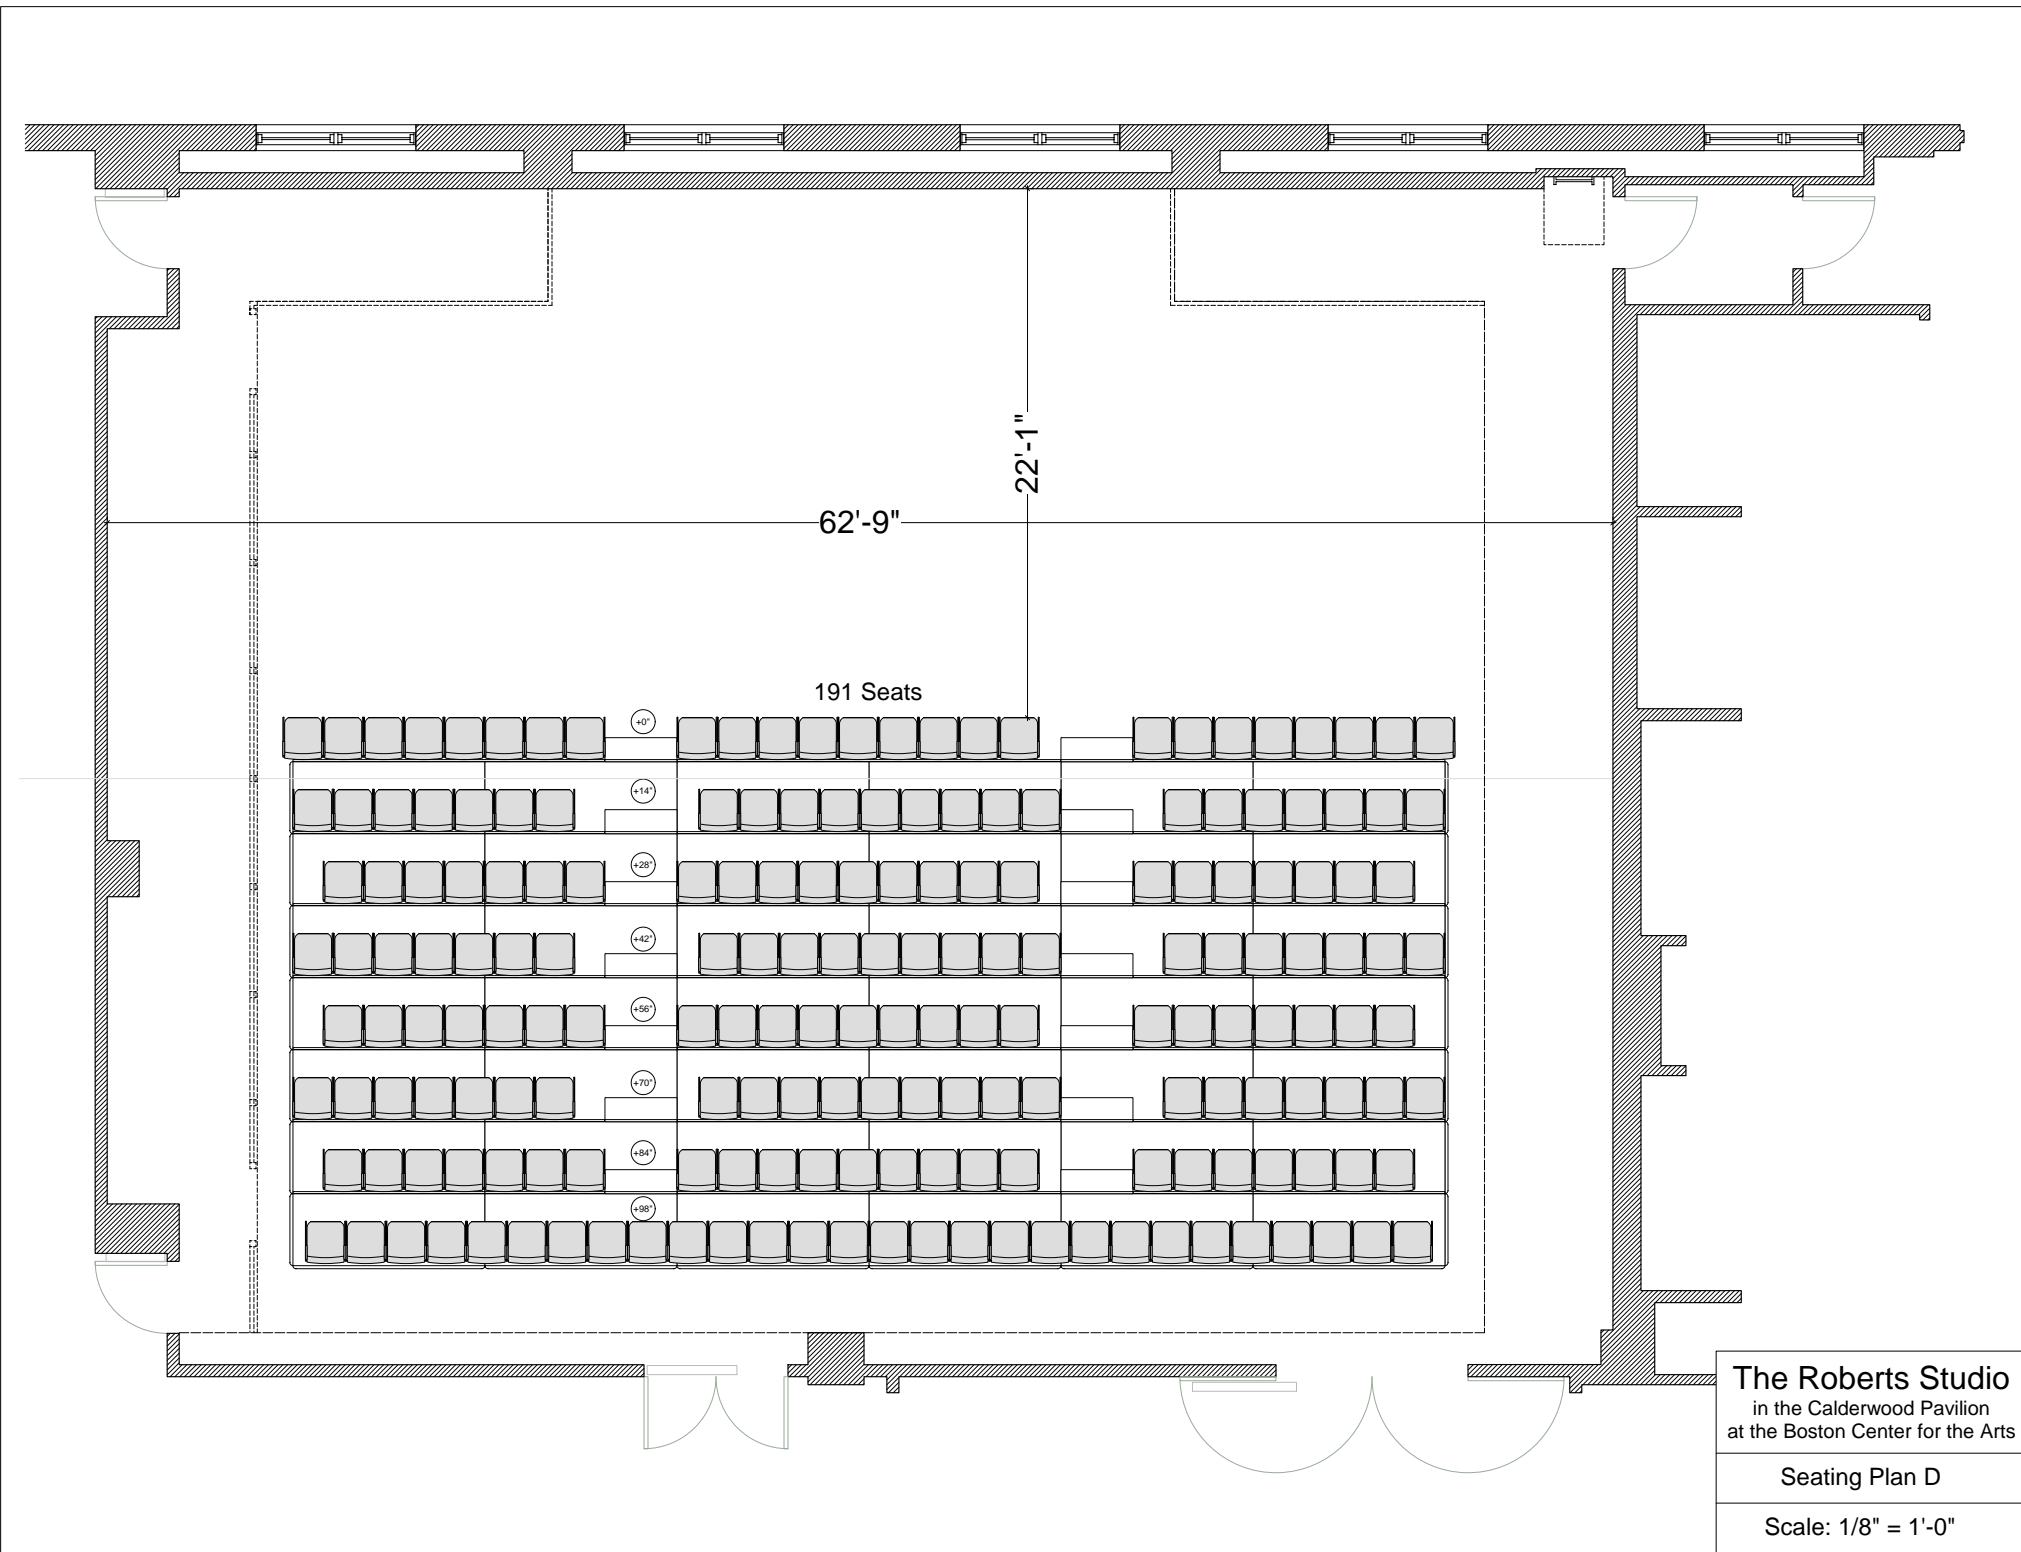 22'-1"
62'-9"
191 Seats
+0"
+14"
+28"
+42"
+56"
+70"
+84"
+98"
The Roberts Studio
in the Calderwood Pavilion
at the Boston Center for the Arts
Seating Plan D
Scale: 1/8" = 1'-0"